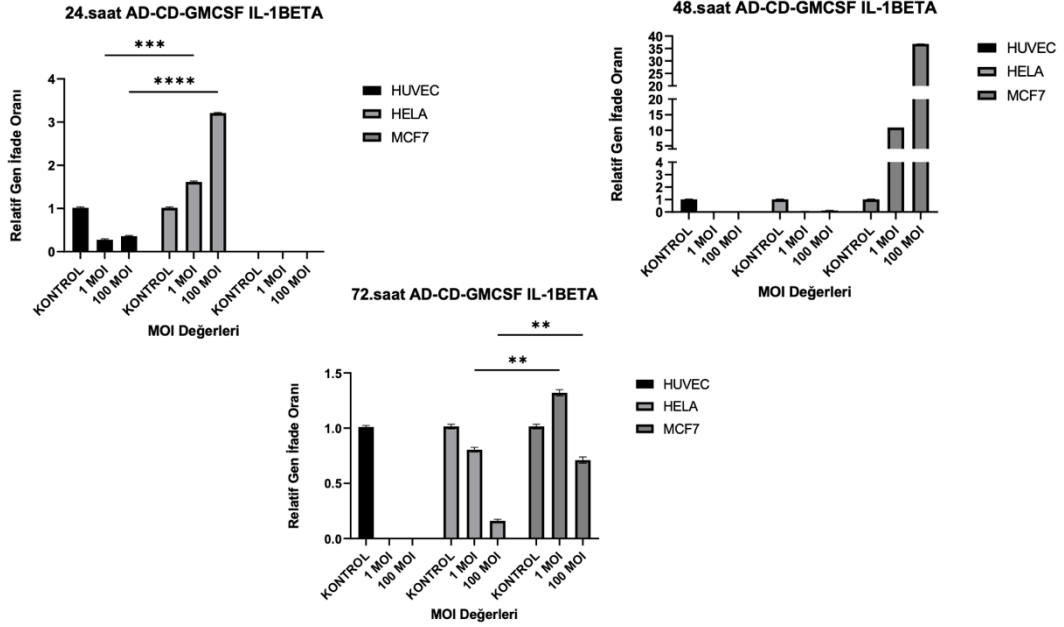 24.saat AD-CD-GMCSF IL-1BETA
***
****
Relatif Gen İfade Oranı
4
3
2
1
0
KONTROL
1 MOI
100 MOI
KONTROL
1 MOI
100 MOI
KONTROL
1 MOI
100 MOI
MOI Değerleri
HUVEC
HELA
MCF7
48.saat AD-CD-GMCSF IL-1BETA
Relatif Gen İfade Oranı
40
35
30
25
20
20
15
10
5
4
3
2
1
0
KONTROL
1 MOI
100 MOI
KONTROL
1 MOI
100 MOI
KONTROL
1 MOI
100 MOI
MOI Değerleri
HUVEC
HELA
MCF7
72.saat AD-CD-GMCSF IL-1BETA
**
**
Relatif Gen İfade Oranı
1.5
1.0
0.5
0.0
KONTROL
1 MOI
100 MOI
KONTROL
1 MOI
100 MOI
KONTROL
1 MOI
100 MOI
MOI Değerleri
HUVEC
HELA
MCF7